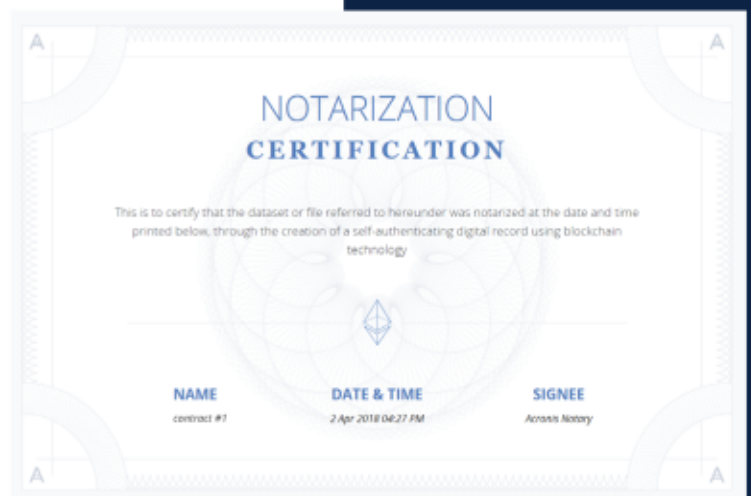 A
A
NOTARIZATION
CERTIFICATION
This is to certify that the dataset or file referred to hereunder was notarized at the date and time
printed below, through the creation of a self-authenticating digital record using blockchain
technology
NAME
DATE & TIME
SIGNEE
contract #1
2 Apr 2018 04:27 PM
Acronis Notary
A
A